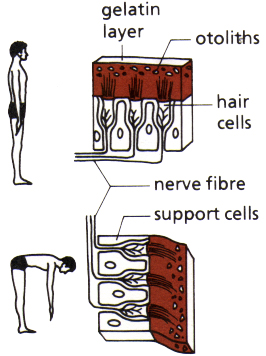 gelatin
layer
otoliths
hair
cells
nerve fibre
support cells